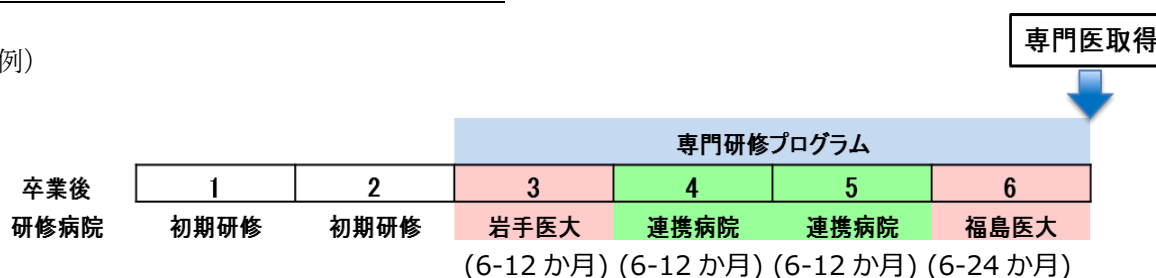 専門医取得
例）
専門研修プログラム
卒業後 1 2 3 4 5 6
研修病院 初期研修 初期研修 岩手医大 連携病院 連携病院 福島医大
(6-12 か月) (6-12 か月) (6-12 か月) (6-24 か月)